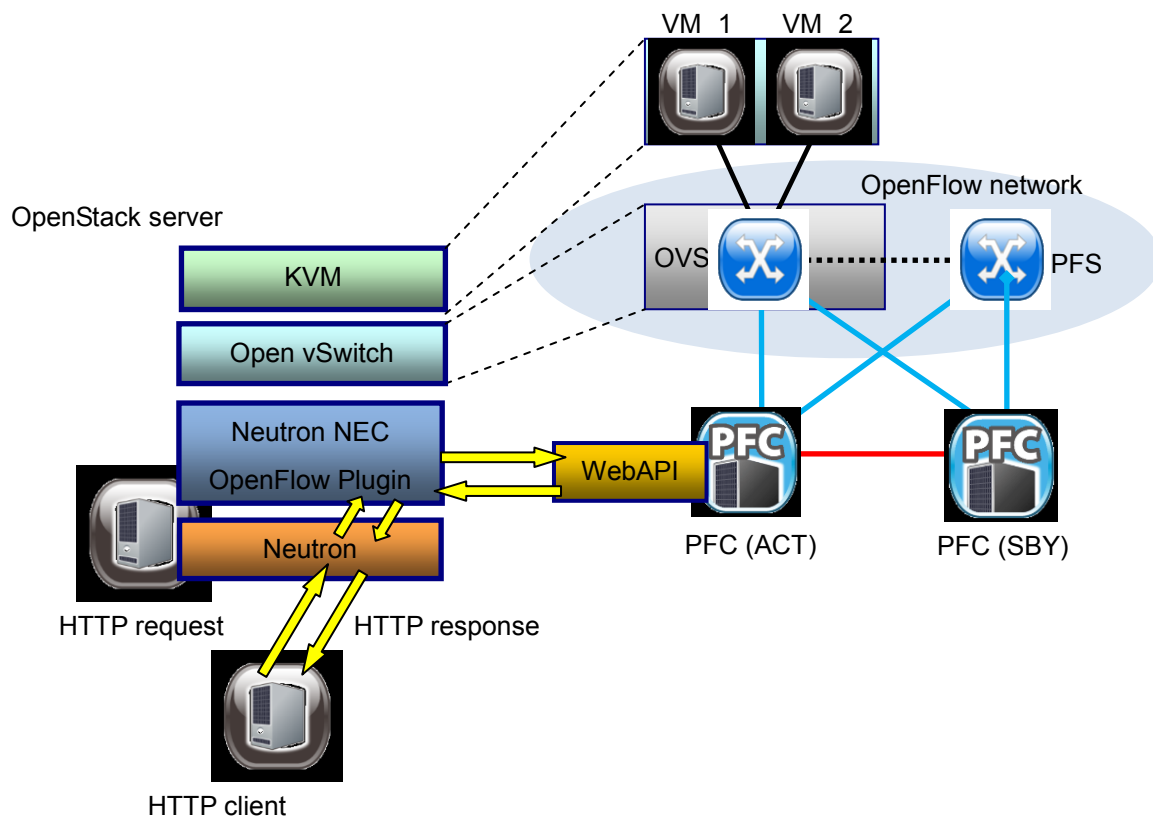 VM 1
VM 2
OpenFlow network
OpenStack server
OVS
PFS
KVM
Open vSwitch
Neutron NEC
OpenFlow Plugin
WebAPI
PFC
PFC
Neutron
PFC (ACT)
PFC (SBY)
HTTP request
HTTP response
HTTP client